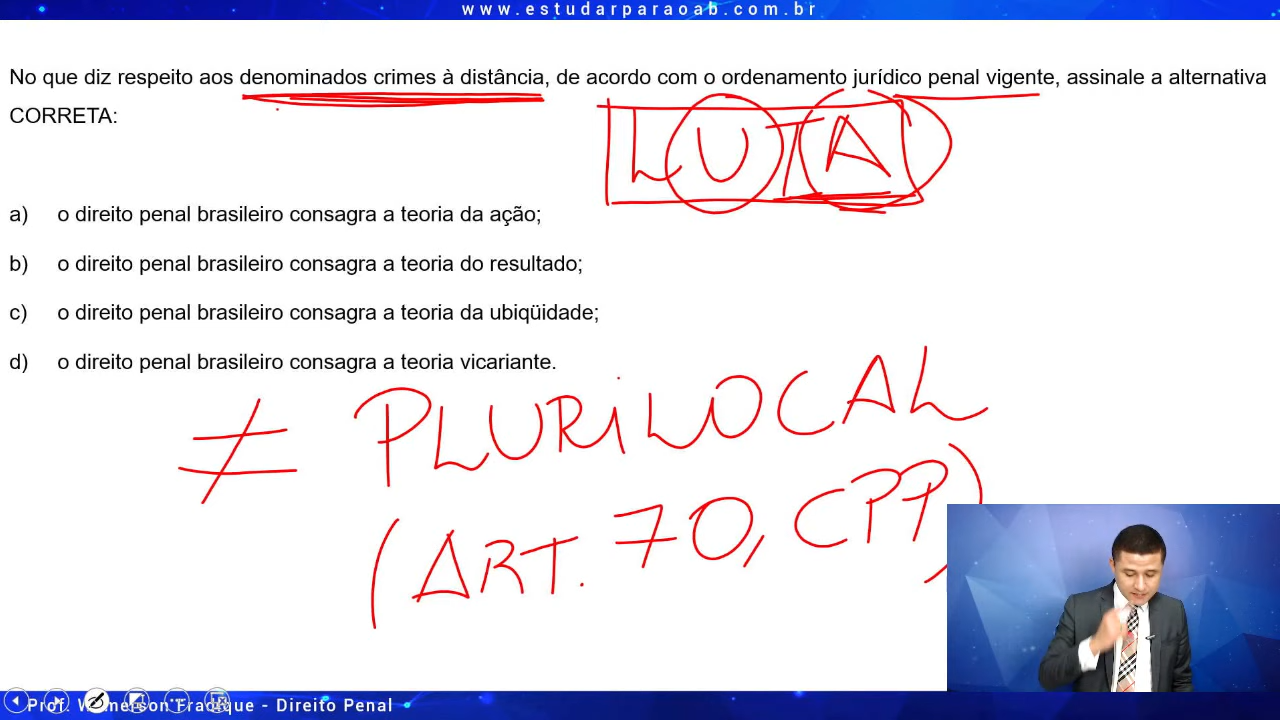 www.estudarparaoab.com.br
No que diz respeito aos denominados crimes à distância, de acordo com o ordenamento jurídico penal vigente, assinale a alternativa
CORRETA:
LUTA
a) o direito penal brasileiro consagra a teoria da ação;
b) o direito penal brasileiro consagra a teoria do resultado;
c) o direito penal brasileiro consagra a teoria da ubiqüidade;
d) o direito penal brasileiro consagra a teoria vicariante.
≠ PLURILOCAL
(ART. 70, CPP)
Prof. - Direito Penal